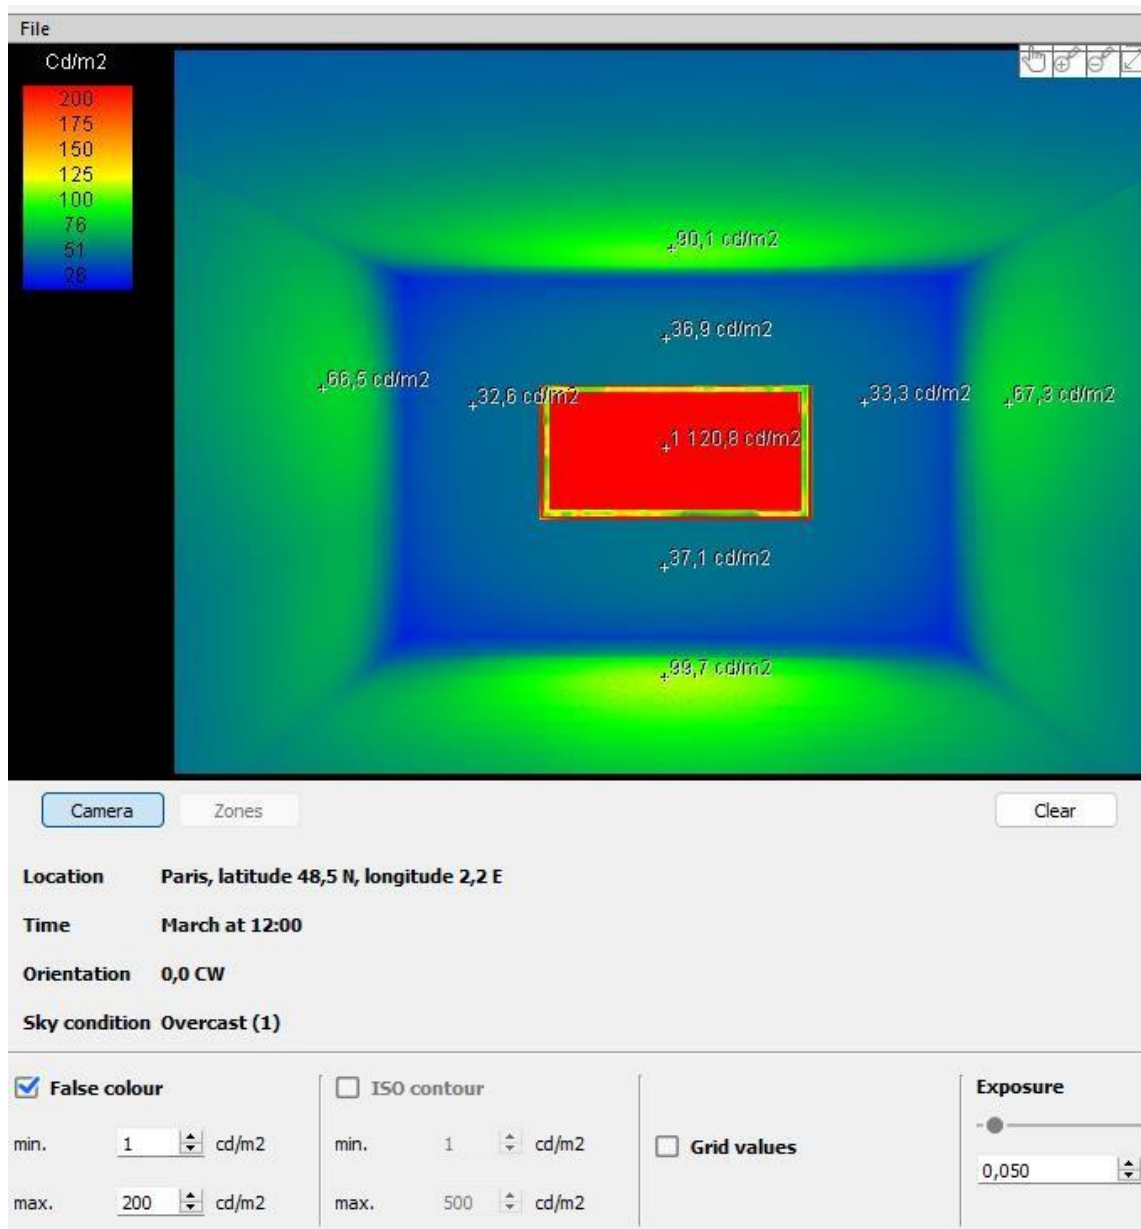 File
Cd/m2
200
175
150
125
100
76
51
26
90,1 cd/m2
36,9 cd/m2
66,5 cd/m2
32,6 cd/m2
33,3 cd/m2
67,3 cd/m2
1 120,8 cd/m2
37,1 cd/m2
99,7 cd/m2
Camera Zones Clear
Location Paris, latitude 48,5 N, longitude 2,2 E
Time March at 12:00
Orientation 0,0 CW
Sky condition Overcast (1)
False colour ISO contour Exposure
min. 1 cd/m2 min. 1 cd/m2 Grid values
0,050
max. 200 cd/m2 max. 500 cd/m2